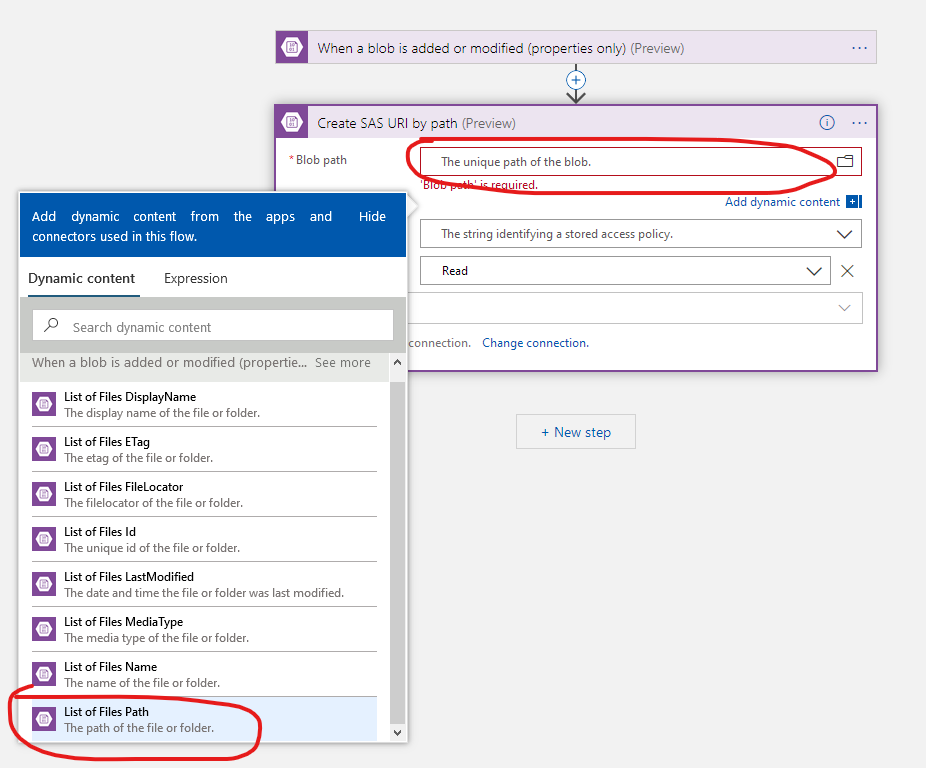 When a blob is added or modified (properties only) (Preview)
Create SAS URI by path (Preview)
* Blob path
The unique path of the blob.
'Blob path' is required.
Add dynamic content
The string identifying a stored access policy.
Read
connection. Change connection.
+ New step
Add dynamic content from the apps and
connectors used in this flow.
Hide
Dynamic content
Expression
Search dynamic content
When a blob is added or modified (propertie... See more
List of Files DisplayName
The display name of the file or folder.
List of Files ETag
The etag of the file or folder.
List of Files FileLocator
The filelocator of the file or folder.
List of Files Id
The unique id of the file or folder.
List of Files LastModified
The date and time the file or folder was last modified.
List of Files MediaType
The media type of the file or folder.
List of Files Name
The name of the file or folder.
List of Files Path
The path of the file or folder.